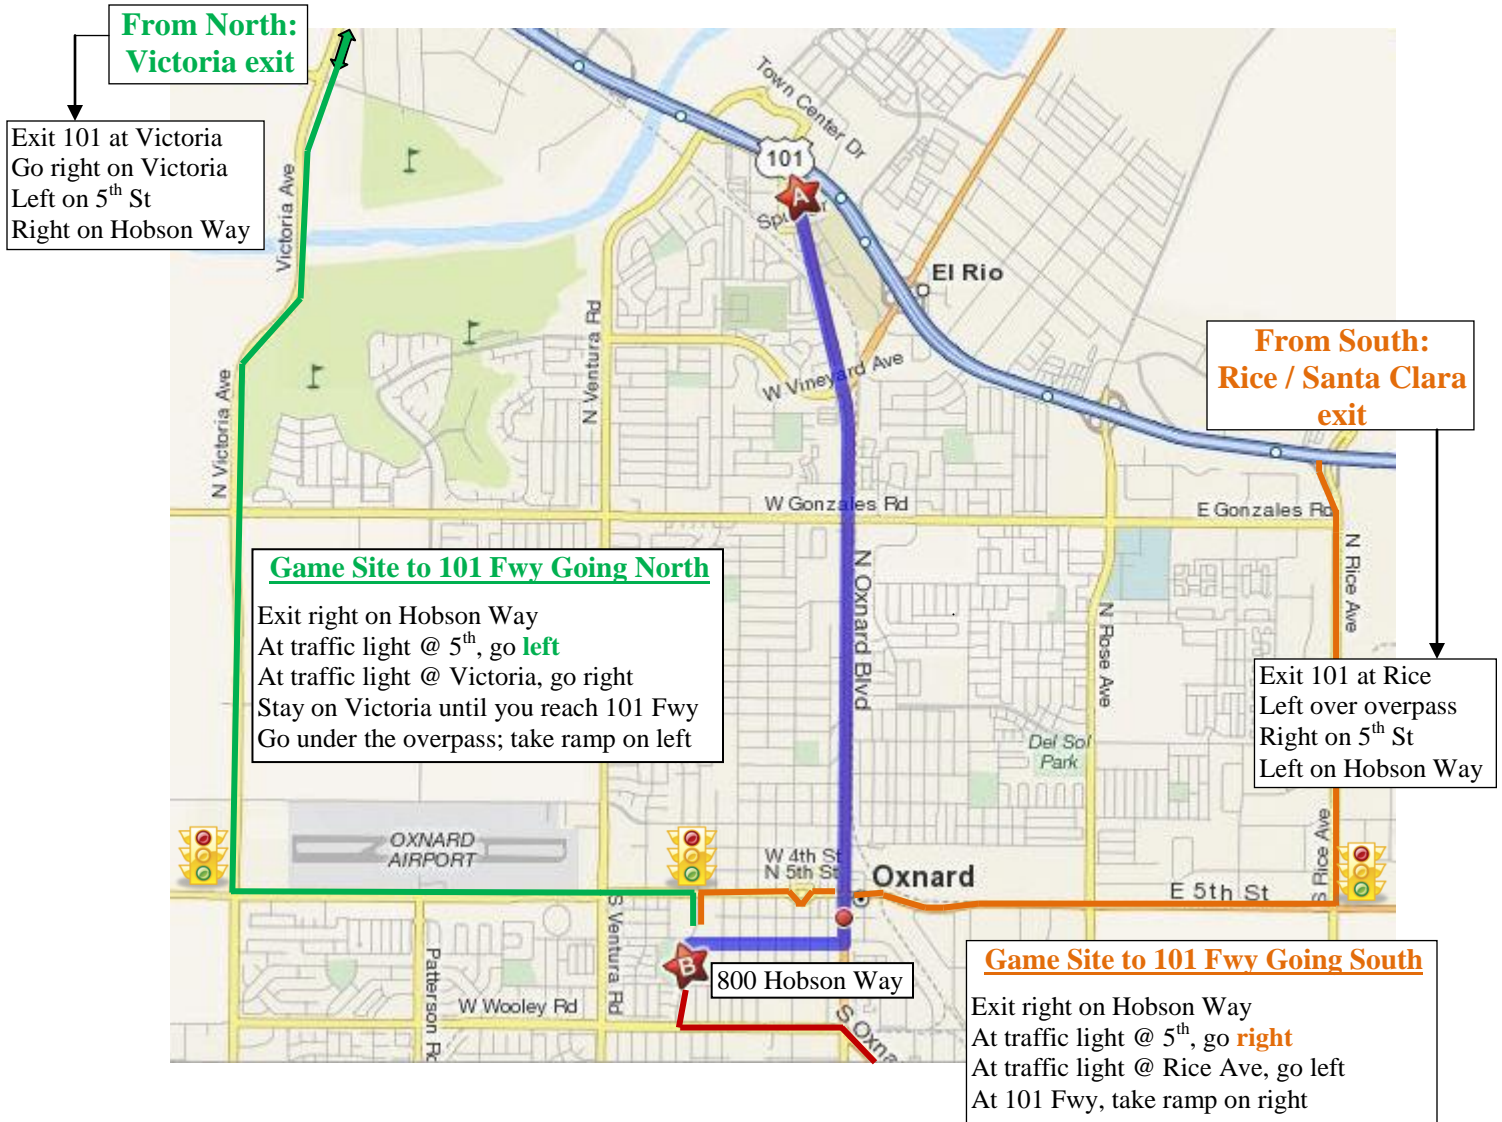 From North:
Victoria exit
Exit 101 at Victoria
Go right on Victoria
Left on 5th St
Right on Hobson Way
Town Center Dr
101
A
Victoria Ave
El Rio
N Ventura Rd
W Vineyard Ave
From South:
Rice / Santa Clara
exit
N Victoria Ave
W Gonzales Rd
E Gonzales Rd
Game Site to 101 Fwy Going North
Exit right on Hobson Way
At traffic light @ 5th, go left
At traffic light @ Victoria, go right
Stay on Victoria until you reach 101 Fwy
Go under the overpass; take ramp on left
N Oxnard Blvd
N Rose Ave
N Rice Ave
Exit 101 at Rice
Left over overpass
Right on 5th St
Left on Hobson Way
Del Sol
Park
OXNARD
AIRPORT
W 4th St
N 5th St
Oxnard
E 5th St
S Rice Ave
S Ventura Rd
Patterson
W Wooley Rd
B
800 Hobson Way
S
Game Site to 101 Fwy Going South
Exit right on Hobson Way
At traffic light @ 5th, go right
At traffic light @ Rice Ave, go left
At 101 Fwy, take ramp on right